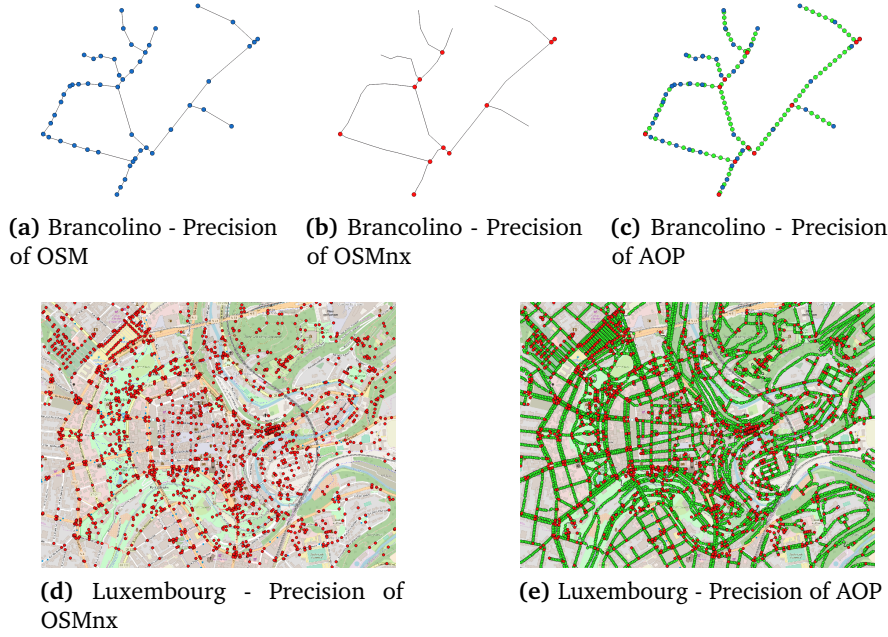 (a) Brancolino - Precision
of OSM
(b) Brancolino - Precision
of OSMnx
(c) Brancolino - Precision
of AOP
(d) Luxembourg - Precision of
OSMnx
(e) Luxembourg - Precision of AOP